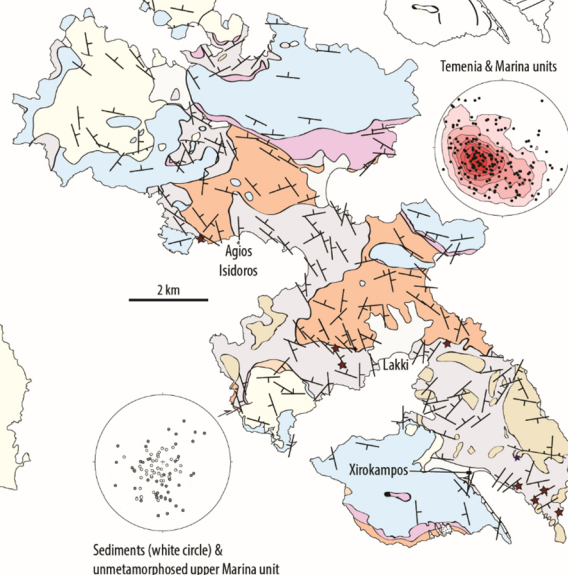 Temenia & Marina units
Agios
Isidoros
2 km
Lakki
Xirokampos
Sediments (white circle) &
unmetamorphosed upper Marina unit